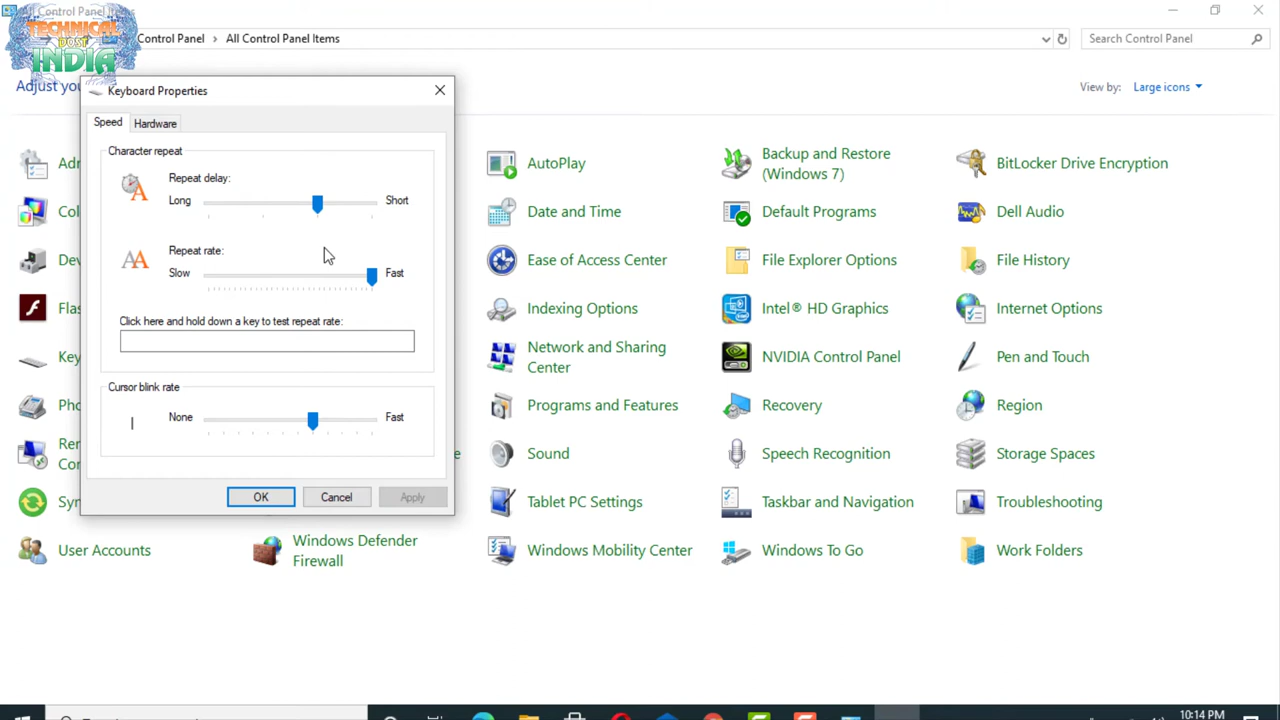 All Control Panel Items
TECHNICAL
DOST
INDIA
Control Panel > All Control Panel Items
Search Control Panel
Adjust you
View by: Large icons
Keyboard Properties
Speed
Hardware
Character repeat
Repeat delay:
Long
Short
Repeat rate:
Slow
Fast
Click here and hold down a key to test repeat rate:
Cursor blink rate
None
Fast
OK
Cancel
Apply
Adr
AutoPlay
Backup and Restore
(Windows 7)
BitLocker Drive Encryption
Col
Date and Time
Default Programs
Dell Audio
Dev
Ease of Access Center
File Explorer Options
File History
Flas
Indexing Options
Intel® HD Graphics
Internet Options
Key
Network and Sharing
Center
NVIDIA Control Panel
Pen and Touch
Pho
Programs and Features
Recovery
Region
Ren
Cor
e
Sound
Speech Recognition
Storage Spaces
Syn
Tablet PC Settings
Taskbar and Navigation
Troubleshooting
User Accounts
Windows Defender
Firewall
Windows Mobility Center
Windows To Go
Work Folders
10:14 PM